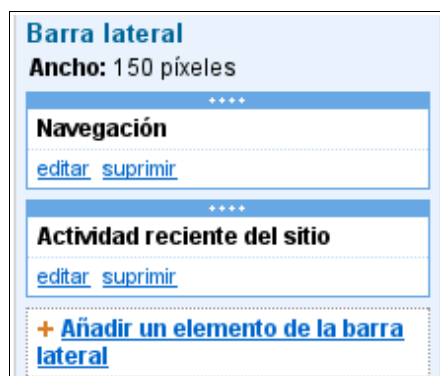 Barra lateral
Ancho: 150 píxeles
Navegación
editar suprimir
Actividad reciente del sitio
editar suprimir
+ Añadir un elemento de la barra
lateral